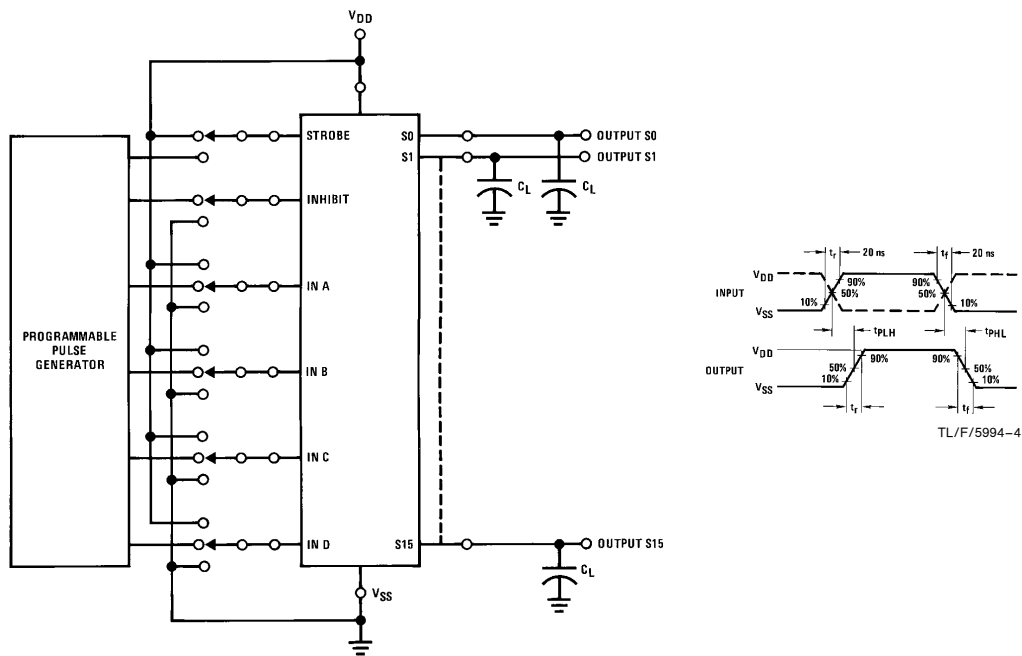 VDD
PROGRAMMABLE
PULSE
GENERATOR
STROBE
INHIBIT
IN A
IN B
IN C
IN D
S0
S1
S15
OUTPUT S0
OUTPUT S1
CL
CL
OUTPUT S15
CL
VSS
tr
20 ns
tf
20 ns
VDD
INPUT
VSS
10%
50%
90%
90%
50%
10%
tPLH
tPHL
VDD
OUTPUT
VSS
50%
10%
90%
90%
50%
10%
tr
tf
TL/F/5994–4